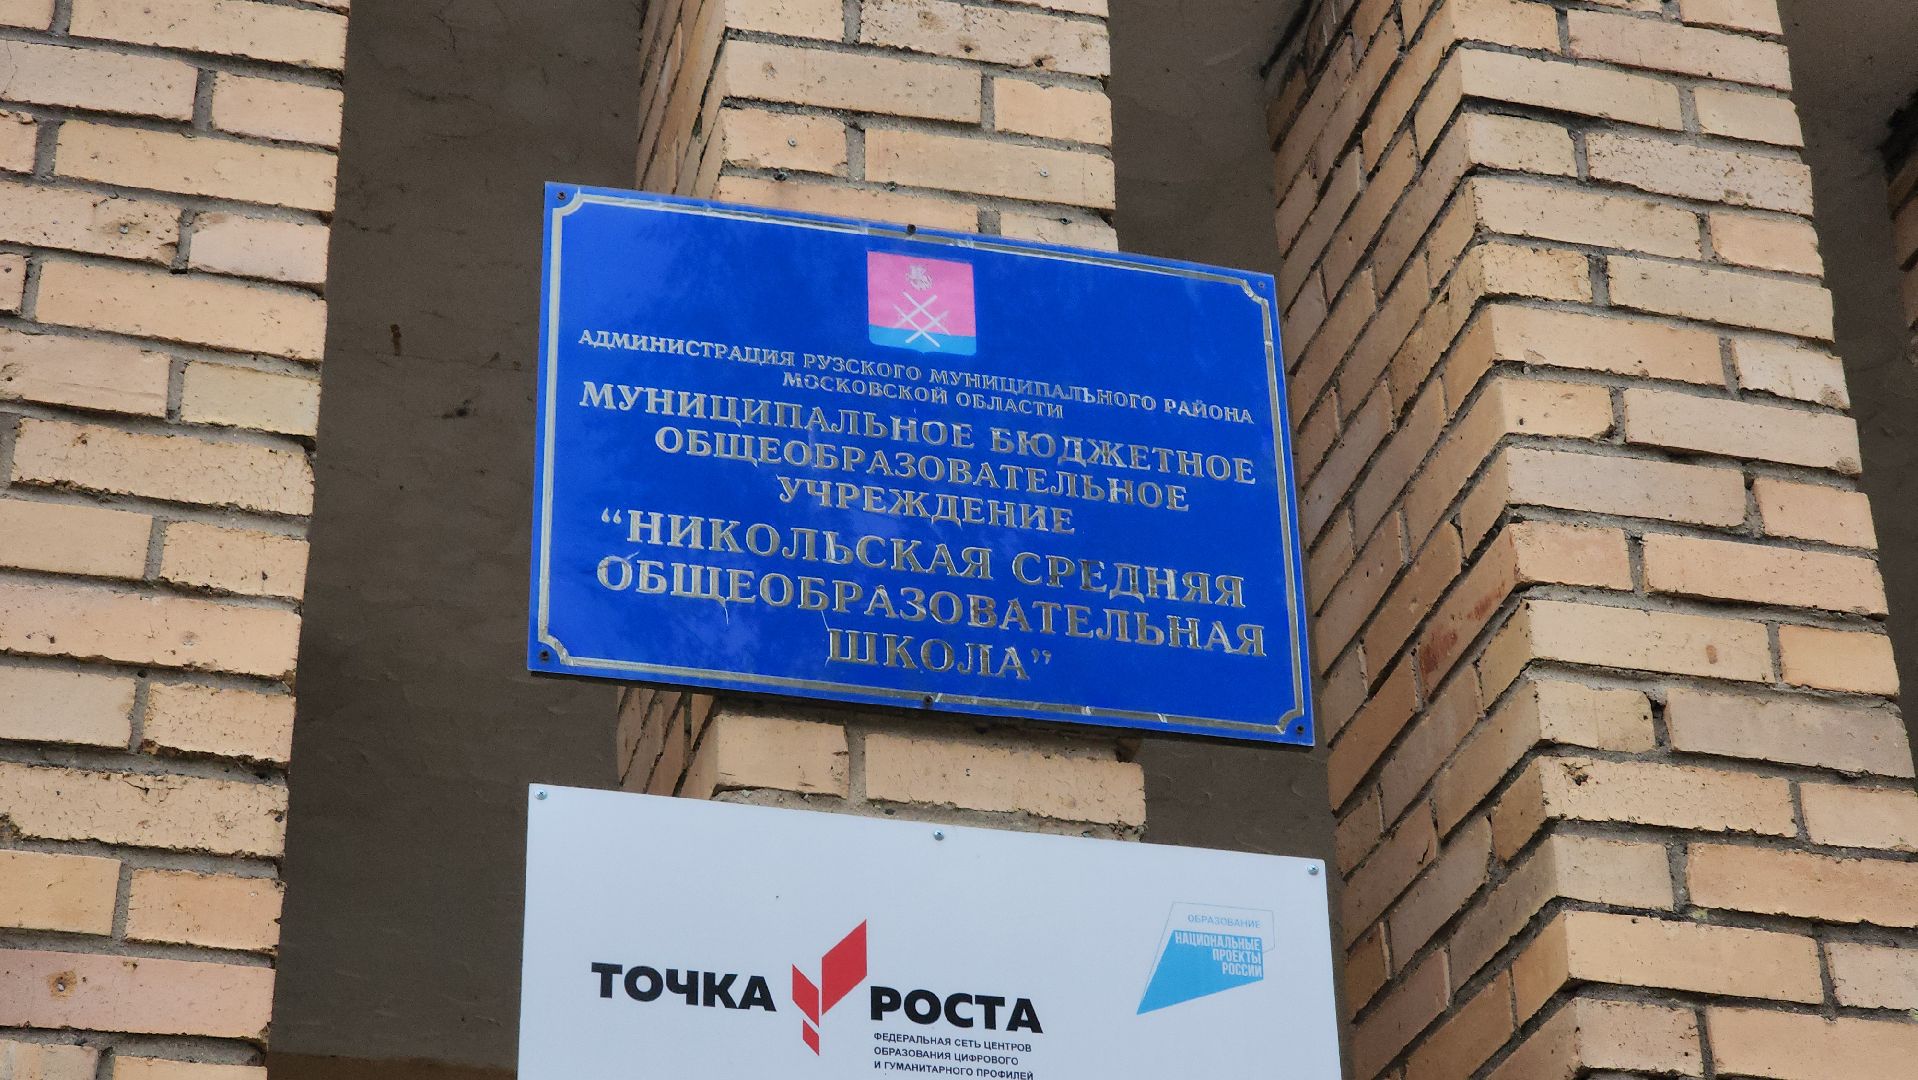 АДМИНИСТРАЦИЯ РУЗСКОГО МУНИЦИПАЛЬНОГО РАЙОНА
МОСКОВСКОЙ ОБЛАСТИ
МУНИЦИПАЛЬНОЕ БЮДЖЕТНОЕ
ОБЩЕОБРАЗОВАТЕЛЬНОЕ
УЧРЕЖДЕНИЕ
“НИКОЛЬСКАЯ СРЕДНЯЯ
ОБЩЕОБРАЗОВАТЕЛЬНАЯ
ШКОЛА”
ОБРАЗОВАНИЕ
НАЦИОНАЛЬНЫЕ
ПРОЕКТЫ
РОССИИ
ТОЧКА РОСТА
ФЕДЕРАЛЬНАЯ СЕТЬ ЦЕНТРОВ
ОБРАЗОВАНИЯ ЦИФРОВОГО
И ГУМАНИТАРНОГО ПРОФИЛЕЙ